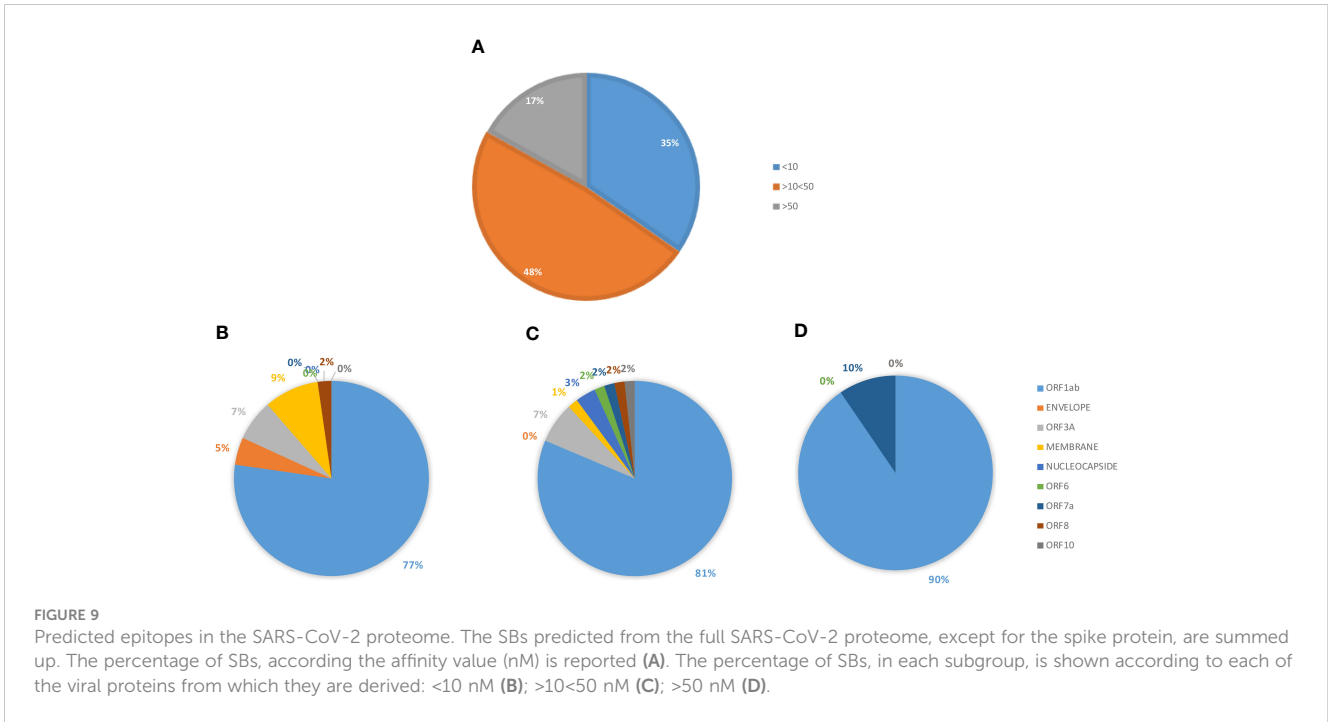 A
17%
35%
48%
<10
>10<50
>50
B
0%
0%
0%
2%
0%
9%
7%
5%
77%
C
2%
2%
2%
2%
3%
1%
7%
0%
81%
D
0%
10%
0%
90%
ORF1ab
ENVELOPE
ORF3A
MEMBRANE
NUCLEOCAPSIDE
ORF6
ORF7a
ORF8
ORF10
FIGURE 9
Predicted epitopes in the SARS-CoV-2 proteome. The SBs predicted from the full SARS-CoV-2 proteome, except for the spike protein, are summed
up. The percentage of SBs, according the affinity value (nM) is reported (A). The percentage of SBs, in each subgroup, is shown according to each of
the viral proteins from which they are derived: <10 nM (B); >10<50 nM (C); >50 nM (D).